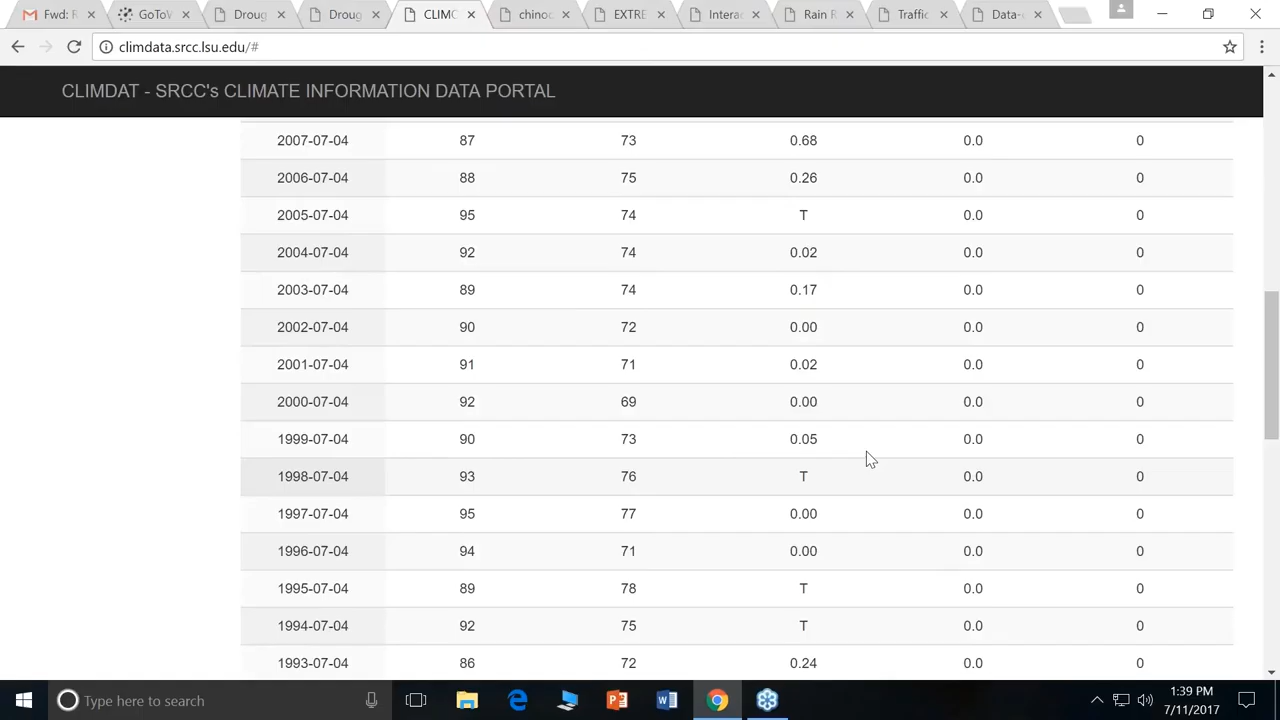 Fwd: R
GoToV
Droug
Droug
CLIMD
chinoc
EXTRE
Interac
Rain R
Traffic
Data-
climdata.srcc.lsu.edu/#
CLIMDAT - SRCC's CLIMATE INFORMATION DATA PORTAL
2007-07-04 87 73 0.68 0.0 0
2006-07-04 88 75 0.26 0.0 0
2005-07-04 95 74 T 0.0 0
2004-07-04 92 74 0.02 0.0 0
2003-07-04 89 74 0.17 0.0 0
2002-07-04 90 72 0.00 0.0 0
2001-07-04 91 71 0.02 0.0 0
2000-07-04 92 69 0.00 0.0 0
1999-07-04 90 73 0.05 0.0 0
1998-07-04 93 76 T 0.0 0
1997-07-04 95 77 0.00 0.0 0
1996-07-04 94 71 0.00 0.0 0
1995-07-04 89 78 T 0.0 0
1994-07-04 92 75 T 0.0 0
1993-07-04 86 72 0.24 0.0 0
Type here to search
1:39 PM
7/11/2017